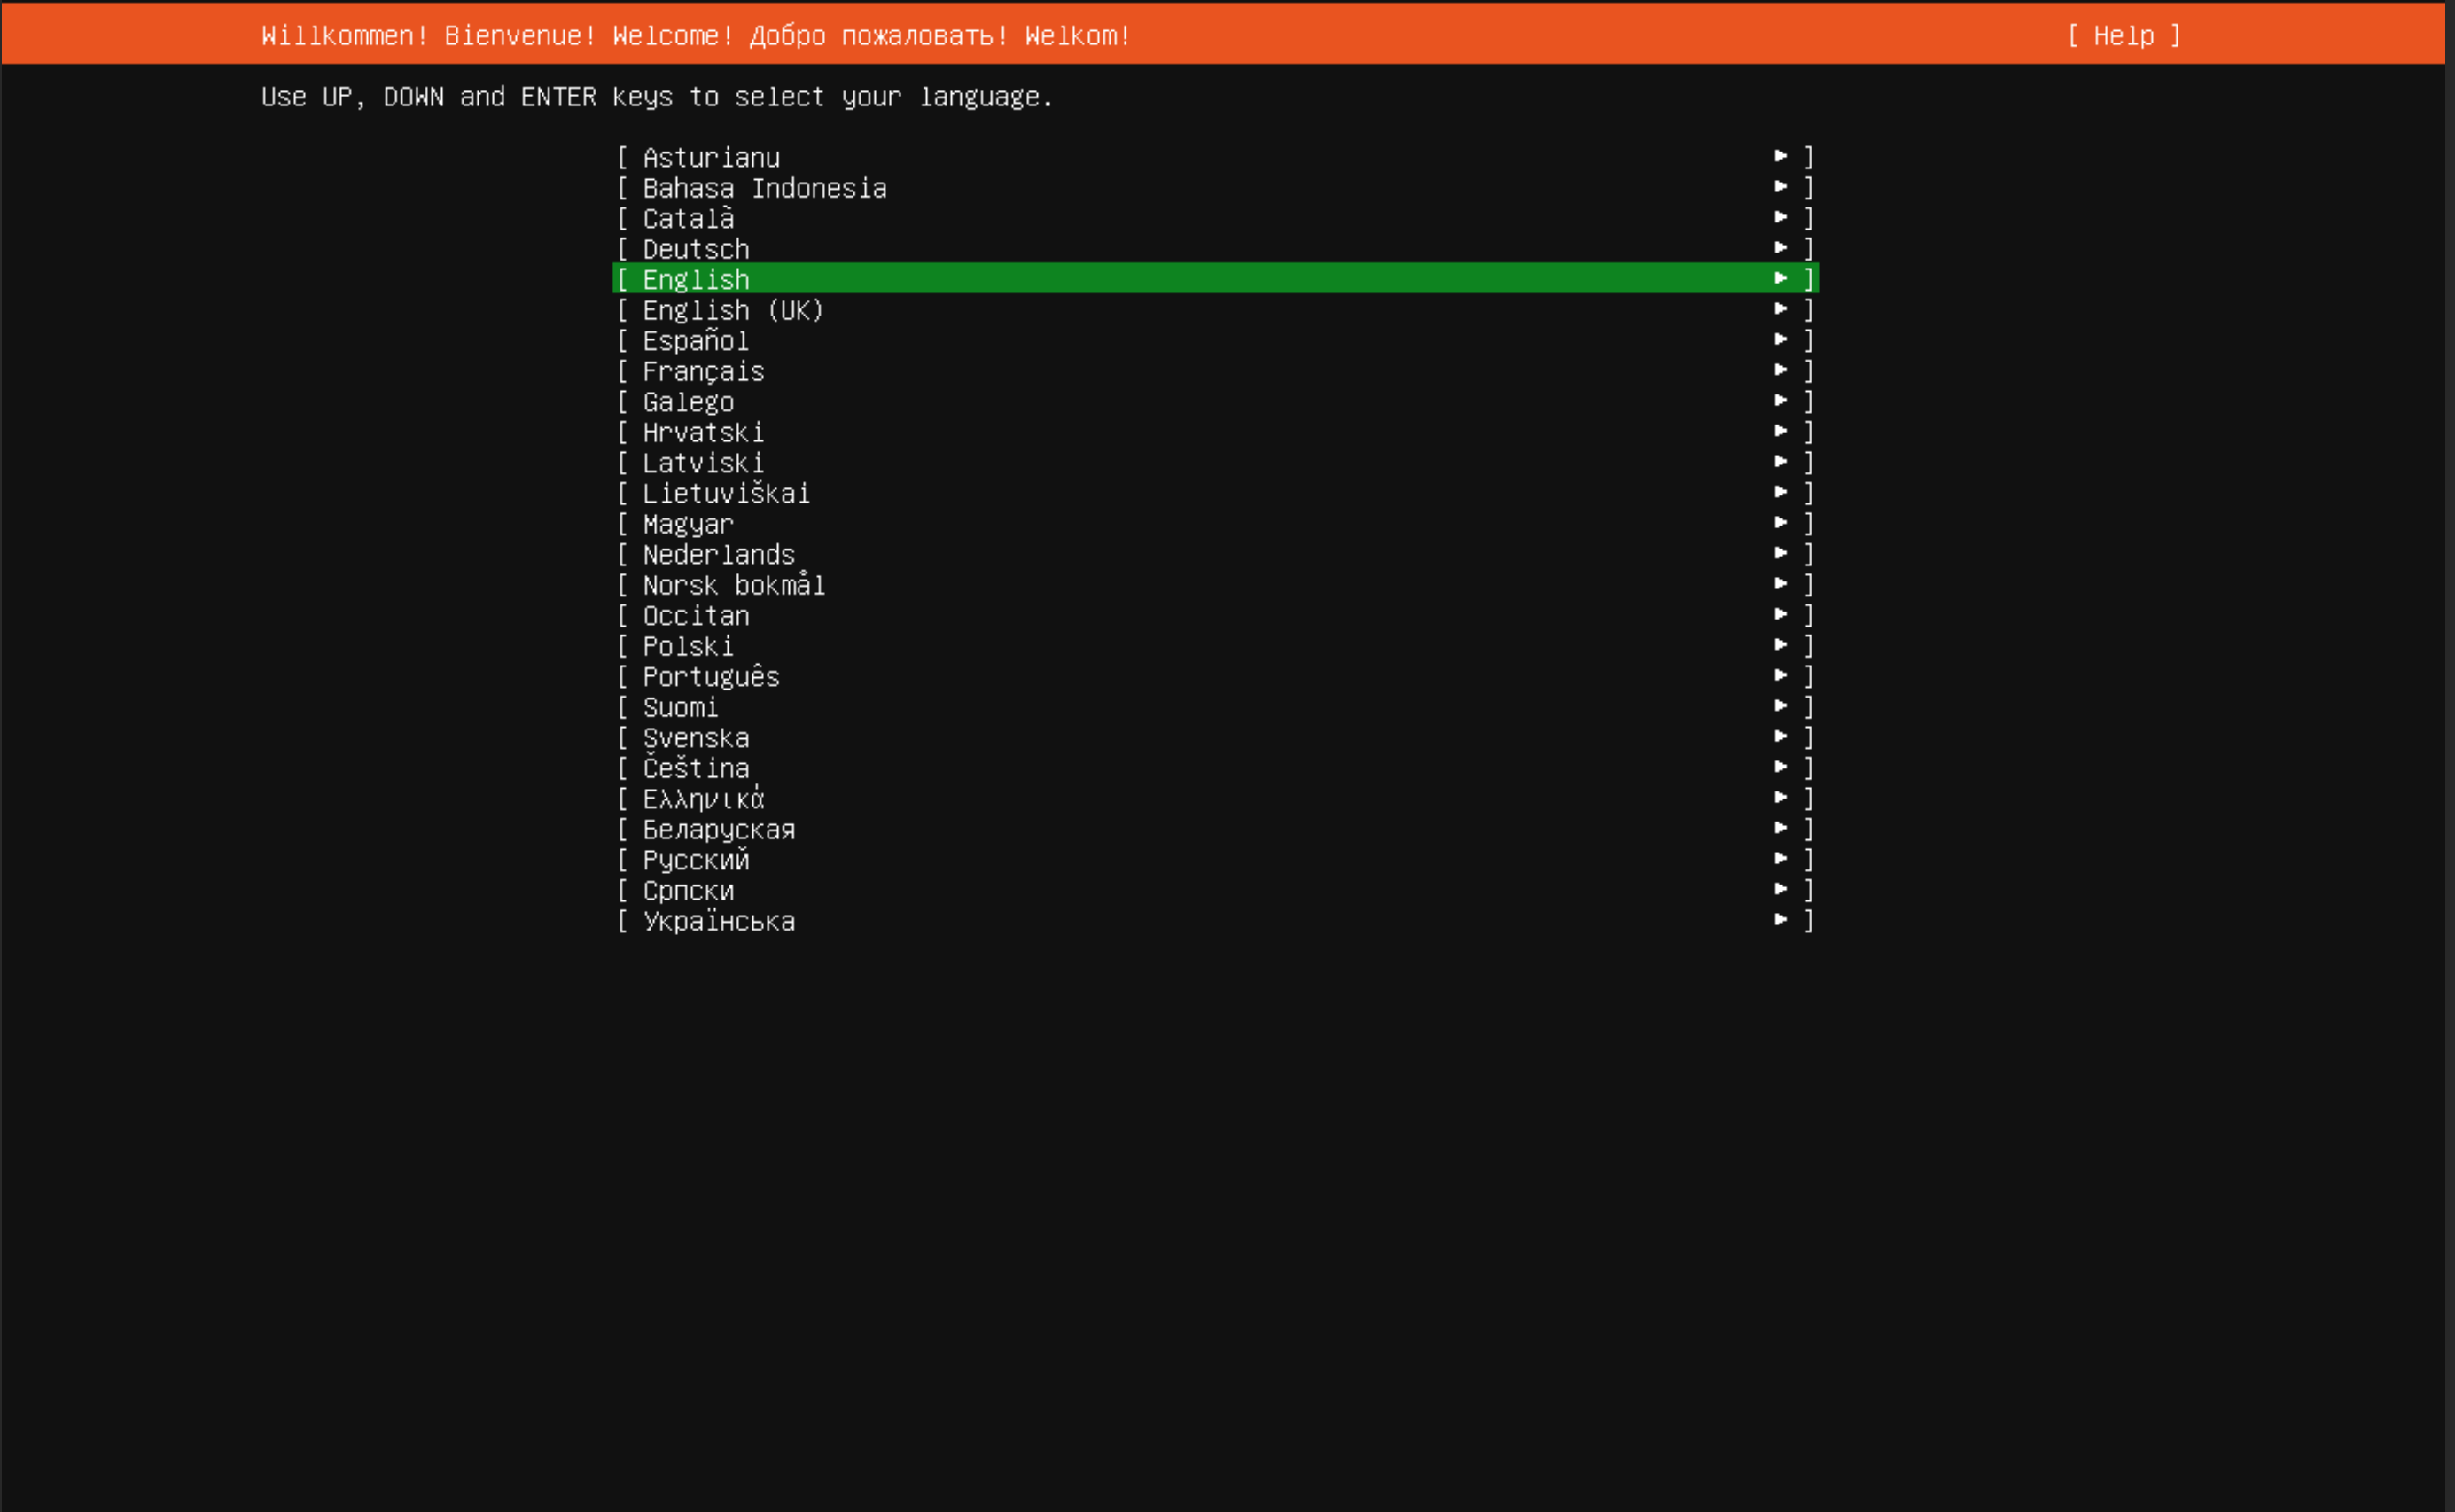 Willkommen! Bienvenue! Welcome! Добро пожаловать! Welkom! [ Help ]
Use UP, DOWN and ENTER keys to select your language.
[ Asturianu ► ]
[ Bahasa Indonesia ► ]
[ Català ► ]
[ Deutsch ► ]
[ English ► ]
[ English (UK) ► ]
[ Español ► ]
[ Français ► ]
[ Galego ► ]
[ Hrvatski ► ]
[ Latviski ► ]
[ Lietuviškai ► ]
[ Magyar ► ]
[ Nederlands ► ]
[ Norsk bokmål ► ]
[ Occitan ► ]
[ Polski ► ]
[ Português ► ]
[ Suomi ► ]
[ Svenska ► ]
[ Čeština ► ]
[ Ελληνικά ► ]
[ Беларуская ► ]
[ Русский ► ]
[ Српски ► ]
[ Українська ► ]